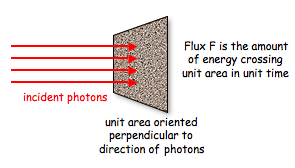 Flux F is the amount
of energy crossing
unit area in unit time
incident photons
unit area oriented
perpendicular to
direction of photons